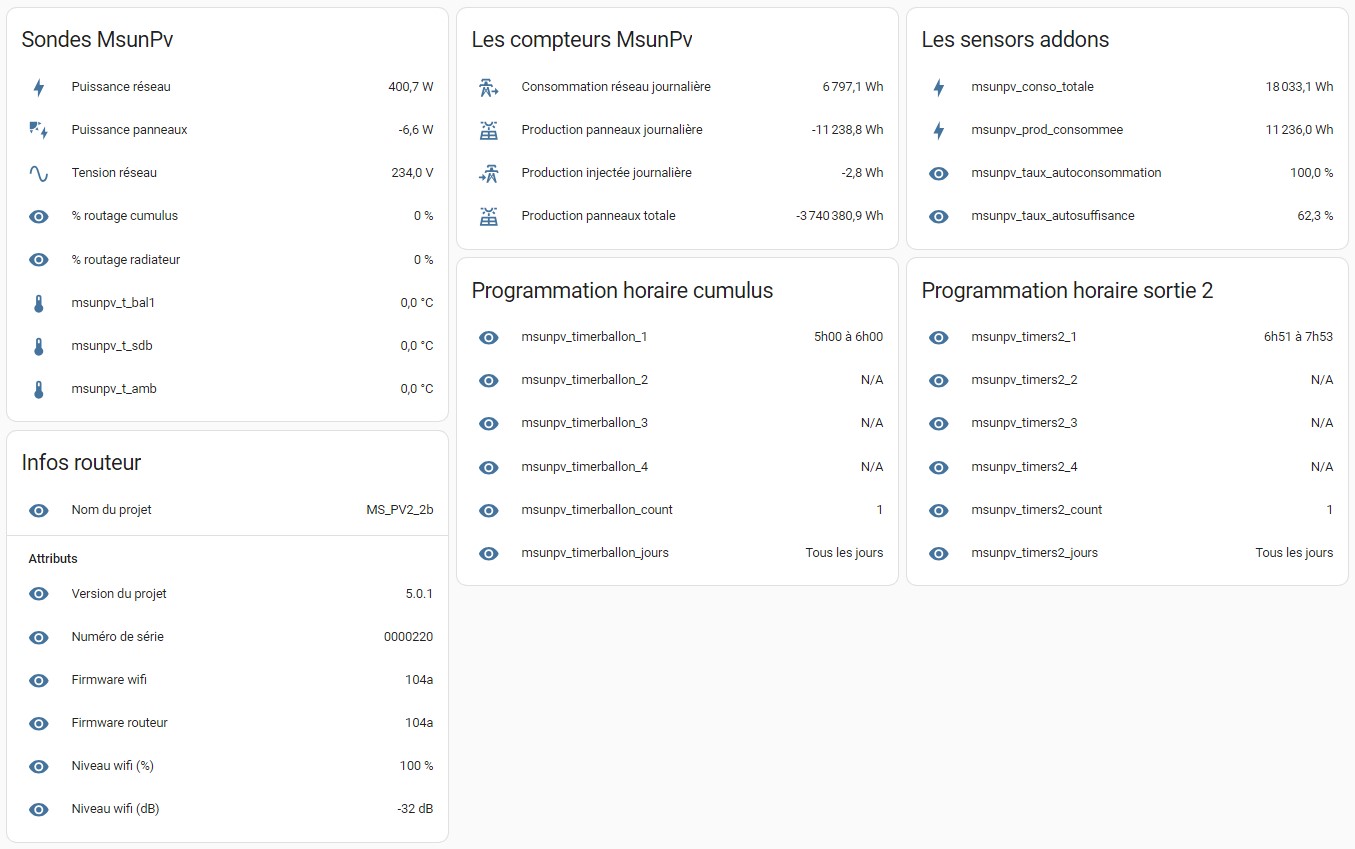 Sondes MsunPv
Puissance réseau 400,7 W
Puissance panneaux -6,6 W
Tension réseau 234,0 V
% routage cumulus 0 %
% routage radiateur 0 %
msunpv_t_bal1 0,0 °C
msunpv_t_sdb 0,0 °C
msunpv_t_amb 0,0 °C
Infos routeur
Nom du projet MS_PV2_2b
Attributs
Version du projet 5.0.1
Numéro de série 0000220
Firmware wifi 104a
Firmware routeur 104a
Niveau wifi (%) 100 %
Niveau wifi (dB) -32 dB
Les compteurs MsunPv
Consommation réseau journalière 6 797,1 Wh
Production panneaux journalière -11 238,8 Wh
Production injectée journalière -2,8 Wh
Production panneaux totale -3 740 380,9 Wh
Programmation horaire cumulus
msunpv_timerballon_1 5h00 à 6h00
msunpv_timerballon_2 N/A
msunpv_timerballon_3 N/A
msunpv_timerballon_4 N/A
msunpv_timerballon_count 1
msunpv_timerballon_jours Tous les jours
Les sensors addons
msunpv_conso_totale 18 033,1 Wh
msunpv_prod_consommee 11 236,0 Wh
msunpv_taux_autoconsommation 100,0 %
msunpv_taux_autosuffisance 62,3 %
Programmation horaire sortie 2
msunpv_timers2_1 6h51 à 7h53
msunpv_timers2_2 N/A
msunpv_timers2_3 N/A
msunpv_timers2_4 N/A
msunpv_timers2_count 1
msunpv_timers2_jours Tous les jours